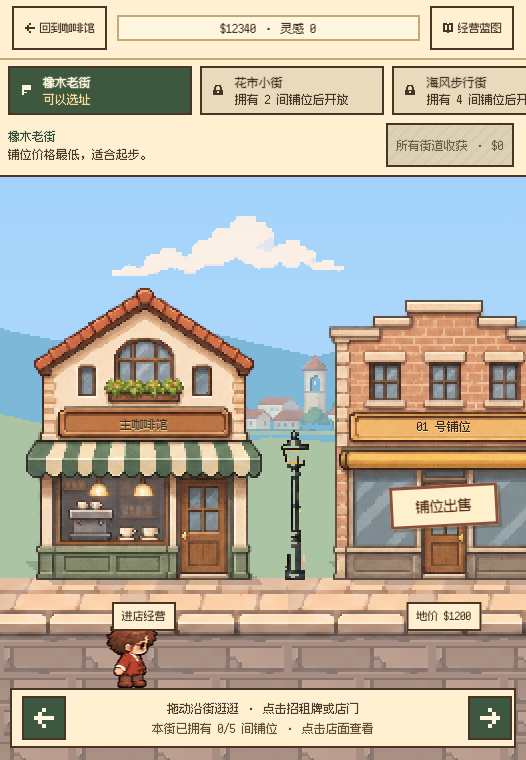 回到咖啡馆
$12340 · 灵感 0
经营蓝图
橡木老街
可以选址
花市小街
拥有 2 间铺位后开放
海风步行街
拥有 4 间铺位后开
橡木老街
铺位价格最低，适合起步。
所有街道收获 · $0
主咖啡馆
01 号铺位
铺位出售
进店经营
地价 $1200
拖动沿街逛逛 · 点击招租牌或店门
本街已拥有 0/5 间铺位 · 点击店面查看